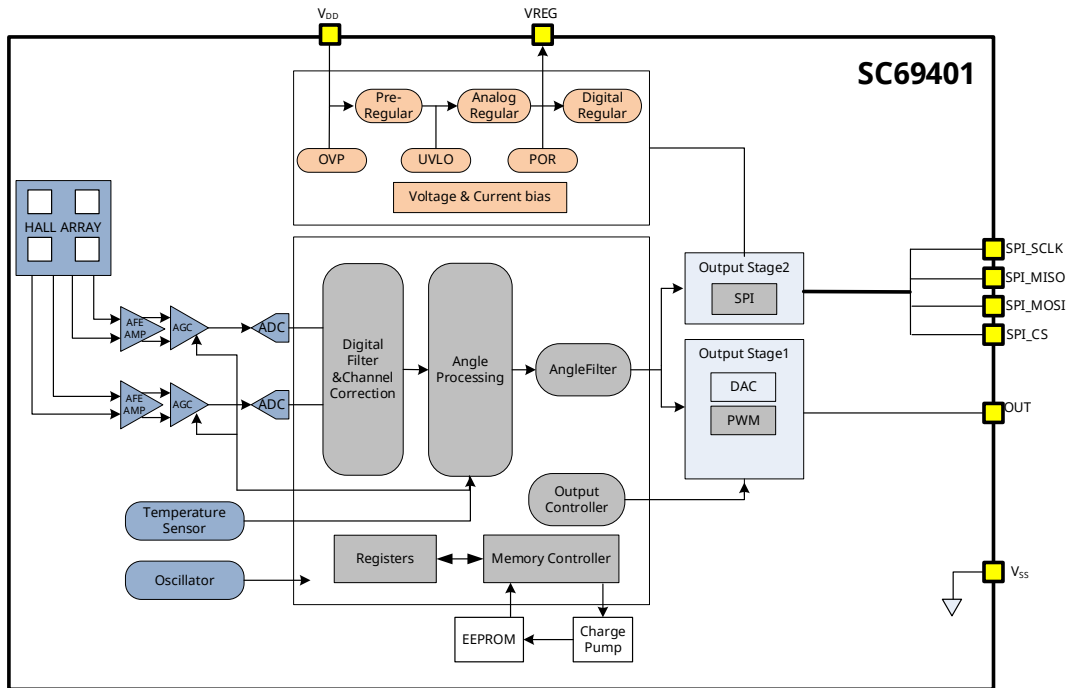 V_DD
VREG
SC69401
Pre-
Regular
Analog
Regular
Digital
Regular
OVP
UVLO
POR
Voltage & Current bias
HALL ARRAY
SPI_SCLK
SPI_MISO
SPI_MOSI
SPI_CS
Output Stage2
SPI
AFE
AMP
AGC
ADC
Digital
Filter
&Channel
Correction
Angle
Processing
AngleFilter
Output Stage1
DAC
PWM
OUT
AFE
AMP
AGC
ADC
Output
Controller
Temperature
Sensor
Registers
Memory Controller
Oscillator
V_SS
EEPROM
Charge
Pump